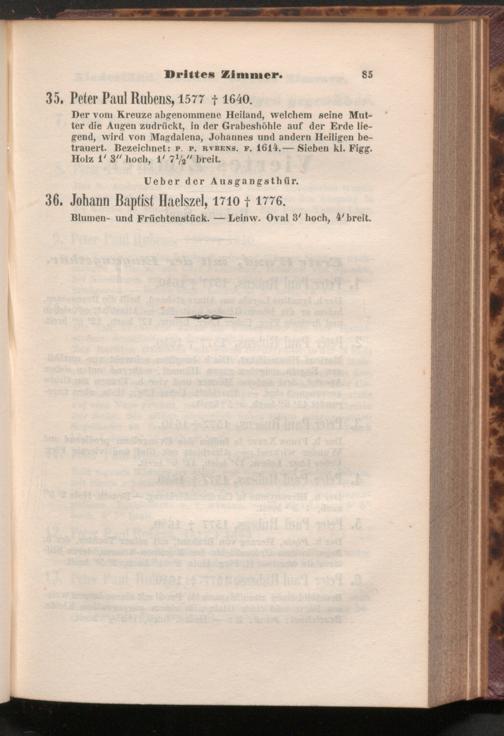 Drittes Zimmer. 85
35. Peter Paul Rubens, 1577 † 1640.
Der vom Kreuze abgenommene Heiland, welchem seine Mut-
ter die Augen zudrückt, in der Grabeshöhle auf der Erde lie-
gend, wird von Magdalena, Johannes und andern Heiligen be-
trauert. Bezeichnet: P. P. RVBENS. F. 1614.— Sieben kl. Figg.
Holz 1' 3" hoch, 1' 7½" breit.
Ueber der Ausgangsthür.
36. Johann Baptist Haelszel, 1710 † 1776.
Blumen- und Früchtenstück. — Leinw. Oval 3' hoch, 4' breit.